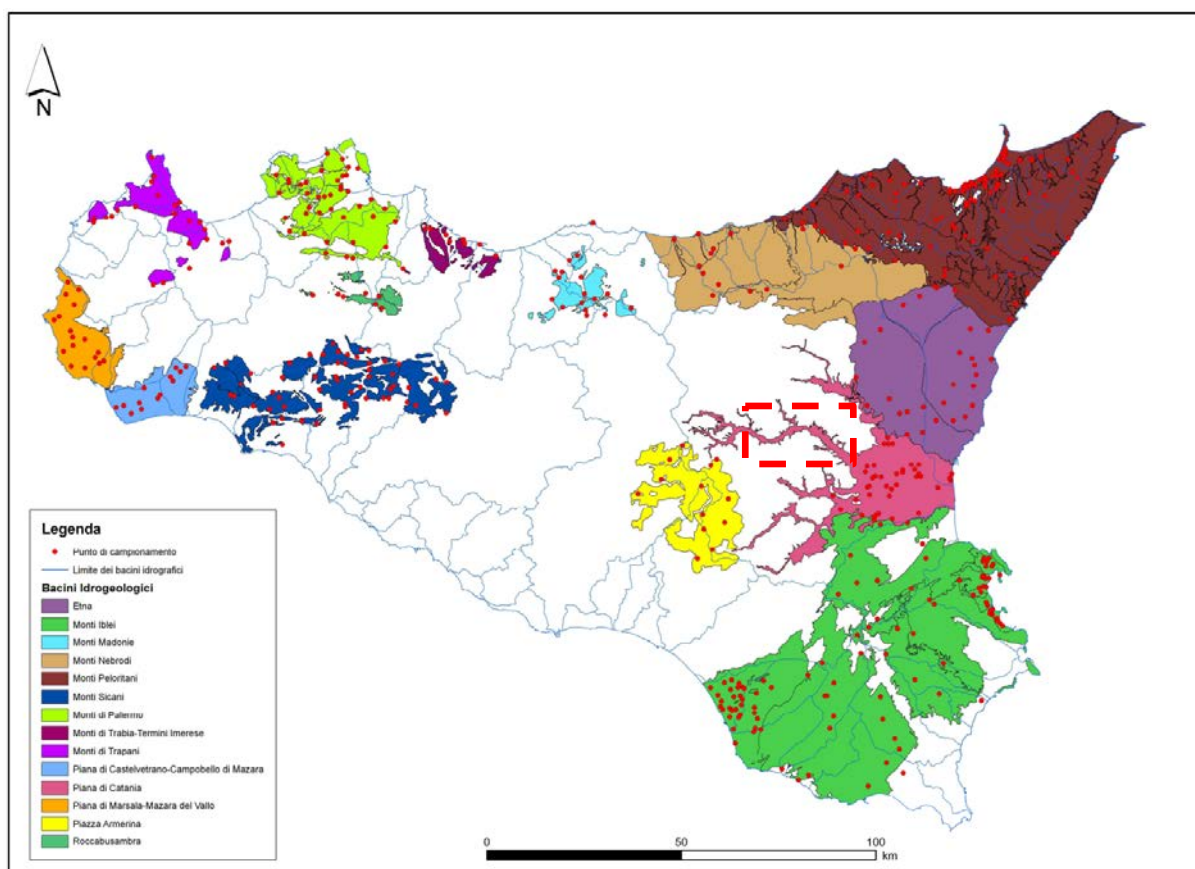 N
Legenda
Punto di campionamento
Limite dei bacini idrografici
Bacini Idrogeologici
Etna
Monti Iblei
Monti Madonie
Monti Nebrodi
Monti Peloritani
Monti Sicani
Monti di Palermo
Monti di Trabia-Termini Imerese
Monti di Trapani
Piana di Castelvetrano-Campobello di Mazara
Piana di Catania
Piana di Marsala-Mazara del Vallo
Piazza Armerina
Roccabusambra
0 50 100
km